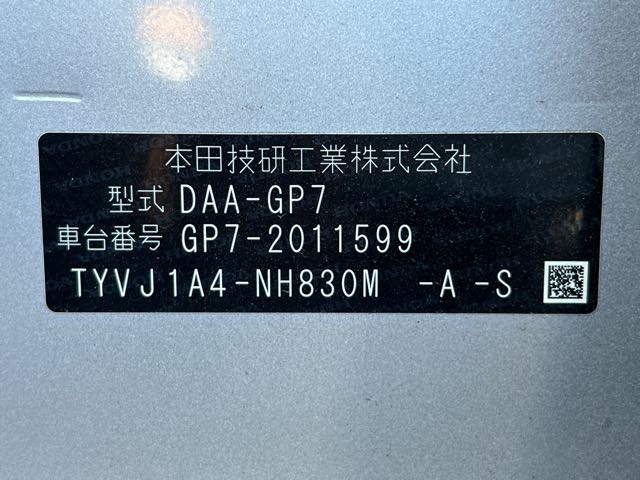 本田技研工業株式会社
型式 DAA-GP7
車台番号 GP7-2011599
TYVJ1A4-NH830M -A -S